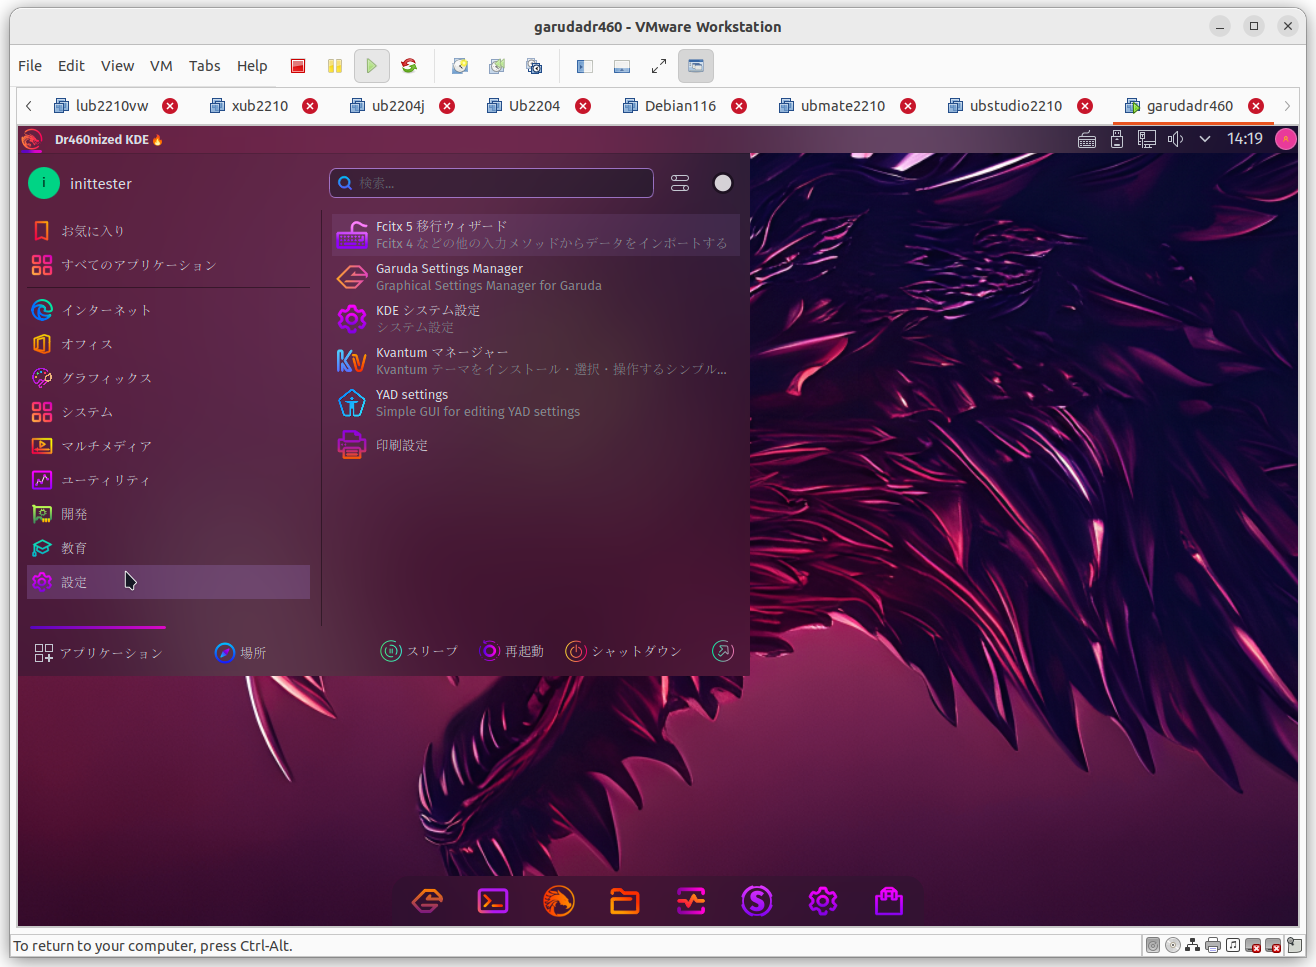 garudadr460 - VMware Workstation
File Edit View VM Tabs Help
lub2210vw xub2210 ub2204j Ub2204 Debian116 ubmate2210 ubstudio2210 garudadr460
Dr460nized KDE🔥 14:19
i inittester
検索...
お気に入り
すべてのアプリケーション
インターネット
オフィス
グラフィックス
システム
マルチメディア
ユーティリティ
開発
教育
設定
Fcitx 5 移行ウィザード
Fcitx 4 などの他の入力メソッドからデータをインポートする
Garuda Settings Manager
Graphical Settings Manager for Garuda
KDE システム設定
システム設定
Kvantum マネージャー
Kvantum テーマをインストール・選択・操作するシンプル...
YAD settings
Simple GUI for editing YAD settings
印刷設定
アプリケーション 場所 スリープ 再起動 シャットダウン
To return to your computer, press Ctrl-Alt.